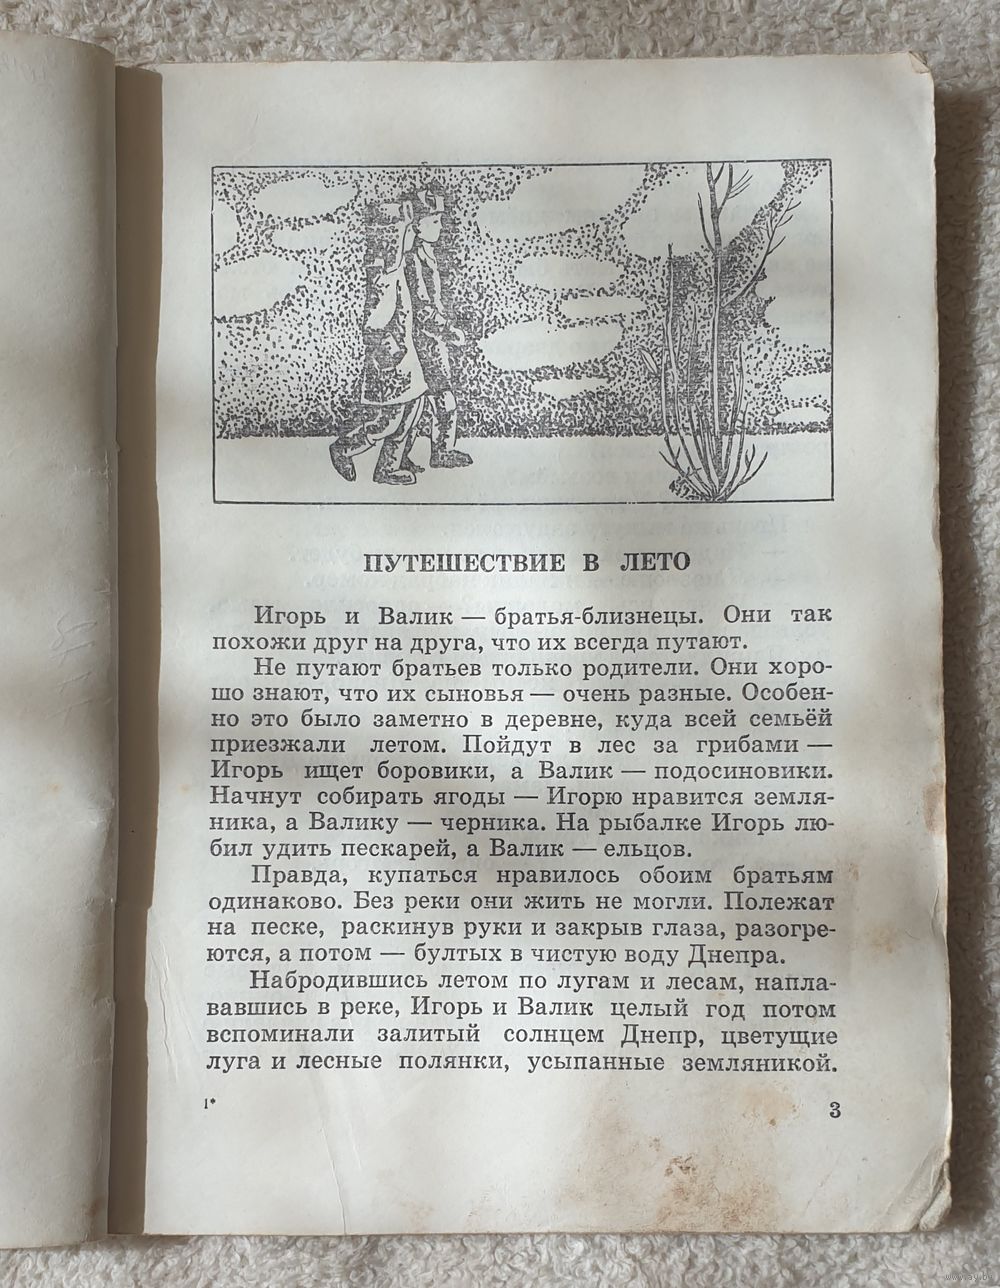 ПУТЕШЕСТВИЕ В ЛЕТО
Игорь и Валик — братья-близнецы. Они так
похожи друг на друга, что их всегда путают.
Не путают братьев только родители. Они хоро-
шо знают, что их сыновья — очень разные. Особен-
но это было заметно в деревне, куда всей семьёй
приезжали летом. Пойдут в лес за грибами —
Игорь ищет боровики, а Валик — подосиновики.
Начнут собирать ягоды — Игорю нравится земля-
ника, а Валику — черника. На рыбалке Игорь лю-
бил удить пескарей, а Валик — ельцов.
Правда, купаться нравилось обоим братьям
одинаково. Без реки они жить не могли. Полежат
на песке, раскинув руки и закрыв глаза, разогре-
ются, а потом — бултых в чистую воду Днепра.
Набродившись летом по лугам и лесам, напла-
вавшись в реке, Игорь и Валик целый год потом
вспоминали залитый солнцем Днепр, цветущие
луга и лесные полянки, усыпанные земляникой.
1*
3